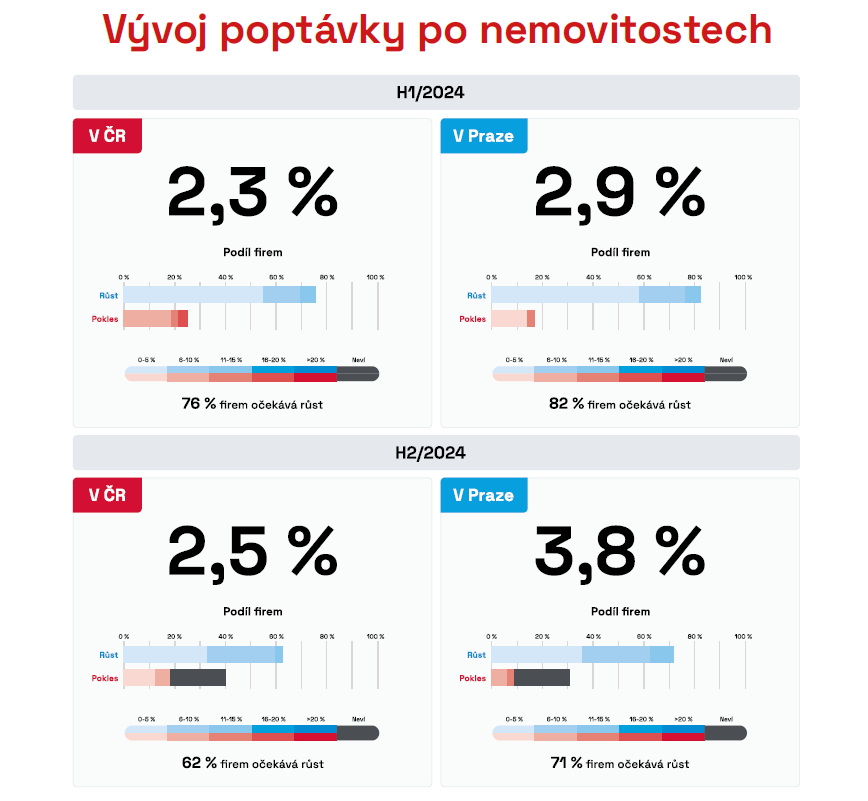 Vývoj poptávky po nemovitostech
H1/2024
V ČR
2,3 %
Podíl firem
0 % 20 % 40 % 60 % 80 % 100 %
Růst
Pokles
0-5 % 6-10 % 11-15 % 16-20 % >20 % Neví
76 % firem očekává růst
V Praze
2,9 %
Podíl firem
0 % 20 % 40 % 60 % 80 % 100 %
Růst
Pokles
0-5 % 6-10 % 11-15 % 16-20 % >20 % Neví
82 % firem očekává růst
H2/2024
V ČR
2,5 %
Podíl firem
0 % 20 % 40 % 60 % 80 % 100 %
Růst
Pokles
0-5 % 6-10 % 11-15 % 16-20 % >20 % Neví
62 % firem očekává růst
V Praze
3,8 %
Podíl firem
0 % 20 % 40 % 60 % 80 % 100 %
Růst
Pokles
0-5 % 6-10 % 11-15 % 16-20 % >20 % Neví
71 % firem očekává růst